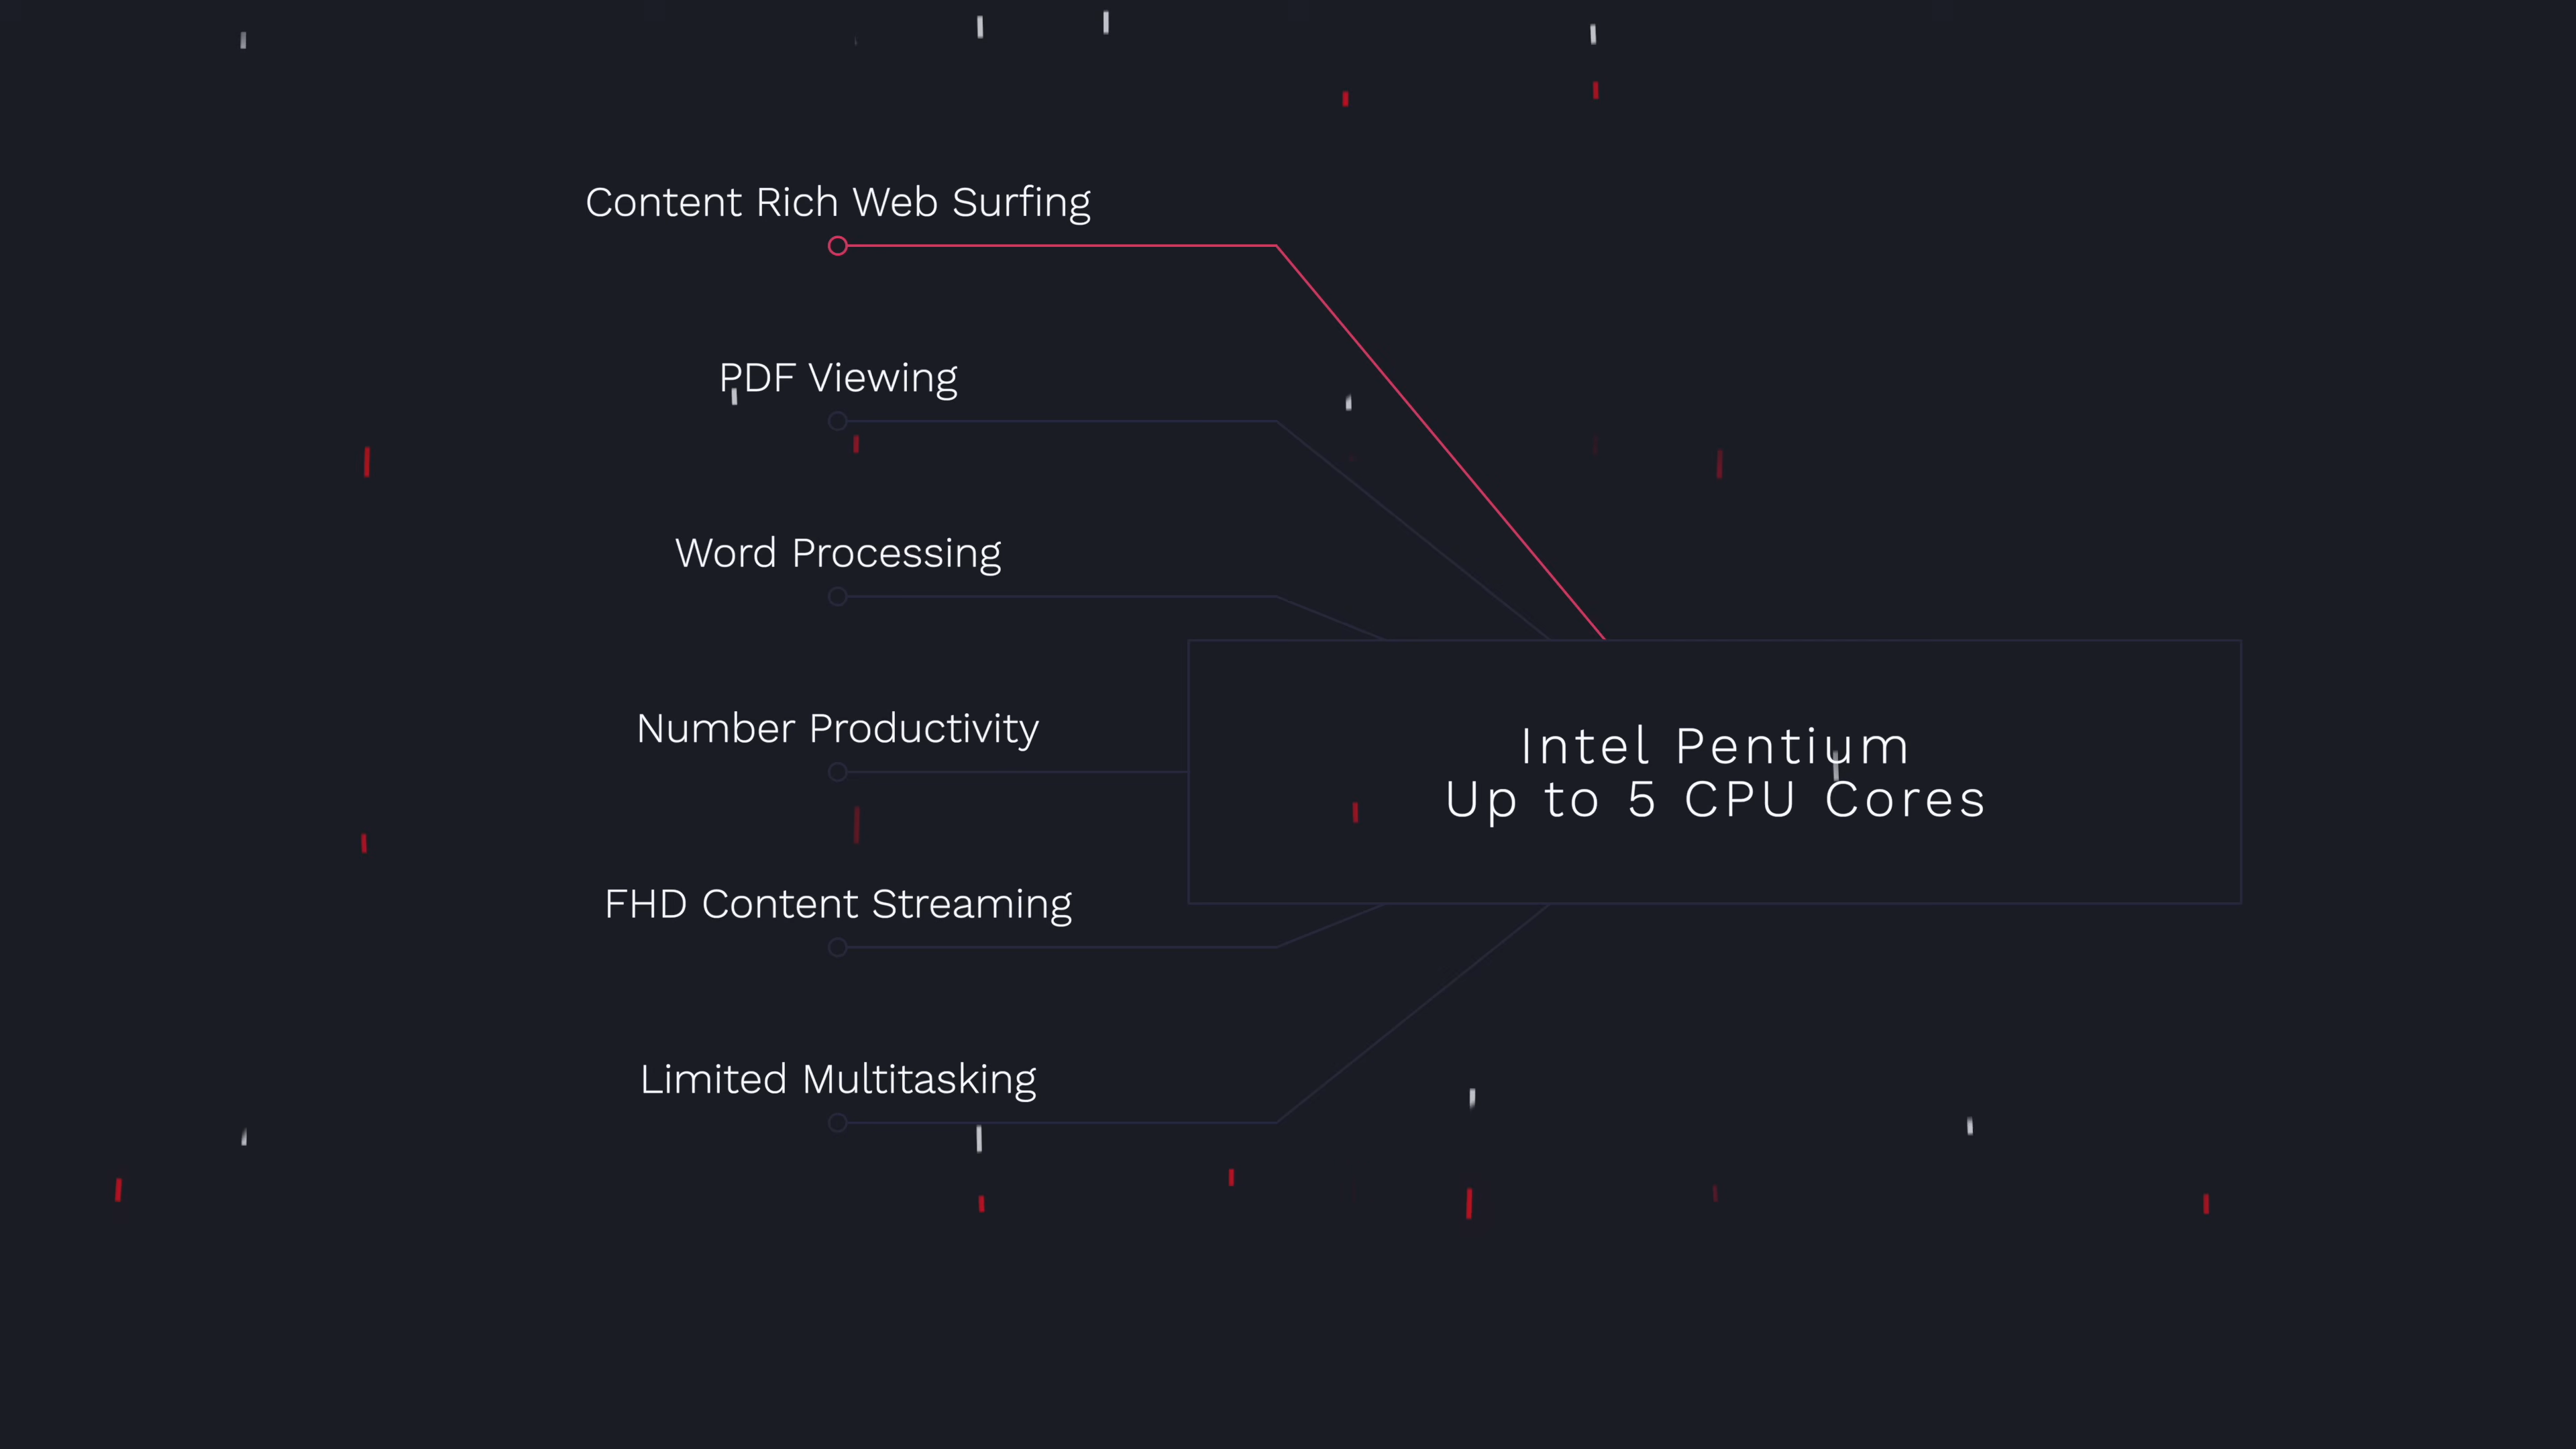 Content Rich Web Surfing
PDF Viewing
Word Processing
Number Productivity
Intel Pentium
Up to 5 CPU Cores
FHD Content Streaming
Limited Multitasking